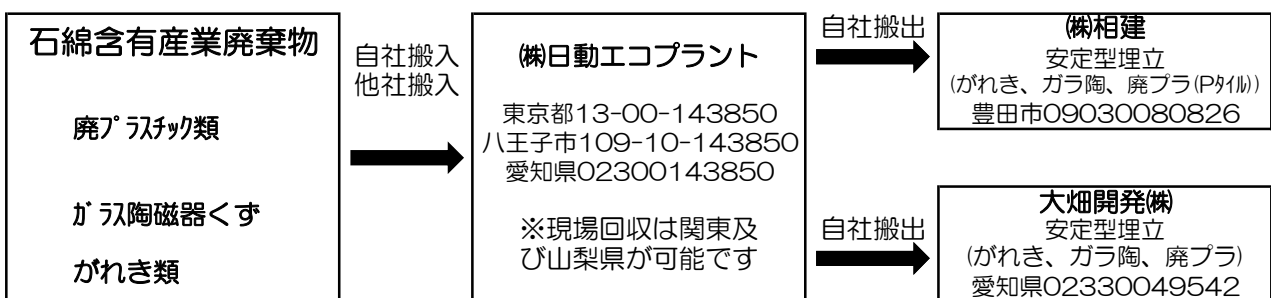 石綿含有産業廃棄物
廃プラスチック類
ガラス陶磁器くず
がれき類
自社搬入
他社搬入
㈱日動エコプラント
東京都13-00-143850
八王子市109-10-143850
愛知県02300143850
※現場回収は関東及
び山梨県が可能です
自社搬出
㈱相建
安定型埋立
(がれき、ガラ陶、廃プラ(Pタイル))
豊田市09030080826
自社搬出
大畑開発㈱
安定型埋立
(がれき、ガラ陶、廃プラ)
愛知県02330049542